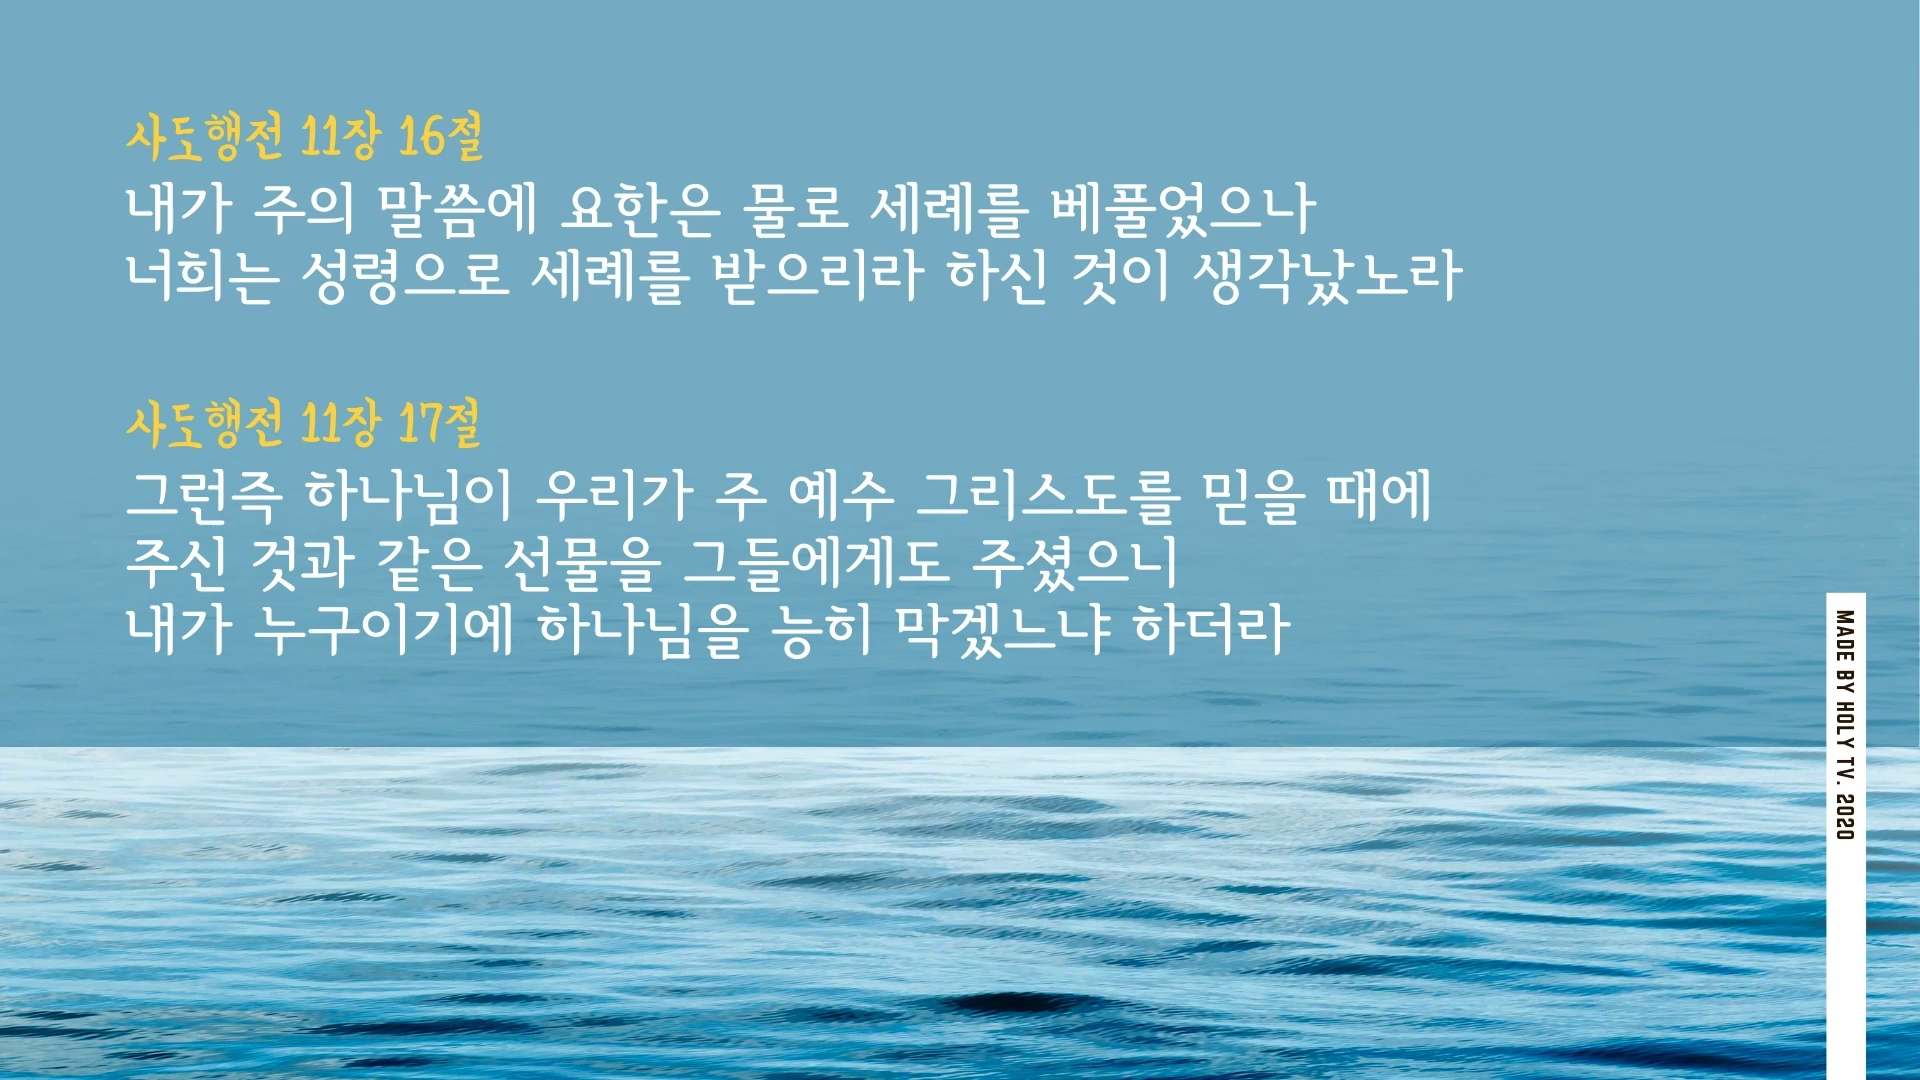 사도행전 11장 16절
내가 주의 말씀에 요한은 물로 세례를 베풀었으나
너희는 성령으로 세례를 받으리라 하신 것이 생각났노라
사도행전 11장 17절
그런즉 하나님이 우리가 주 예수 그리스도를 믿을 때에
주신 것과 같은 선물을 그들에게도 주셨으니
내가 누구이기에 하나님을 능히 막겠느냐 하더라
MADE BY HOLY TV. 2020